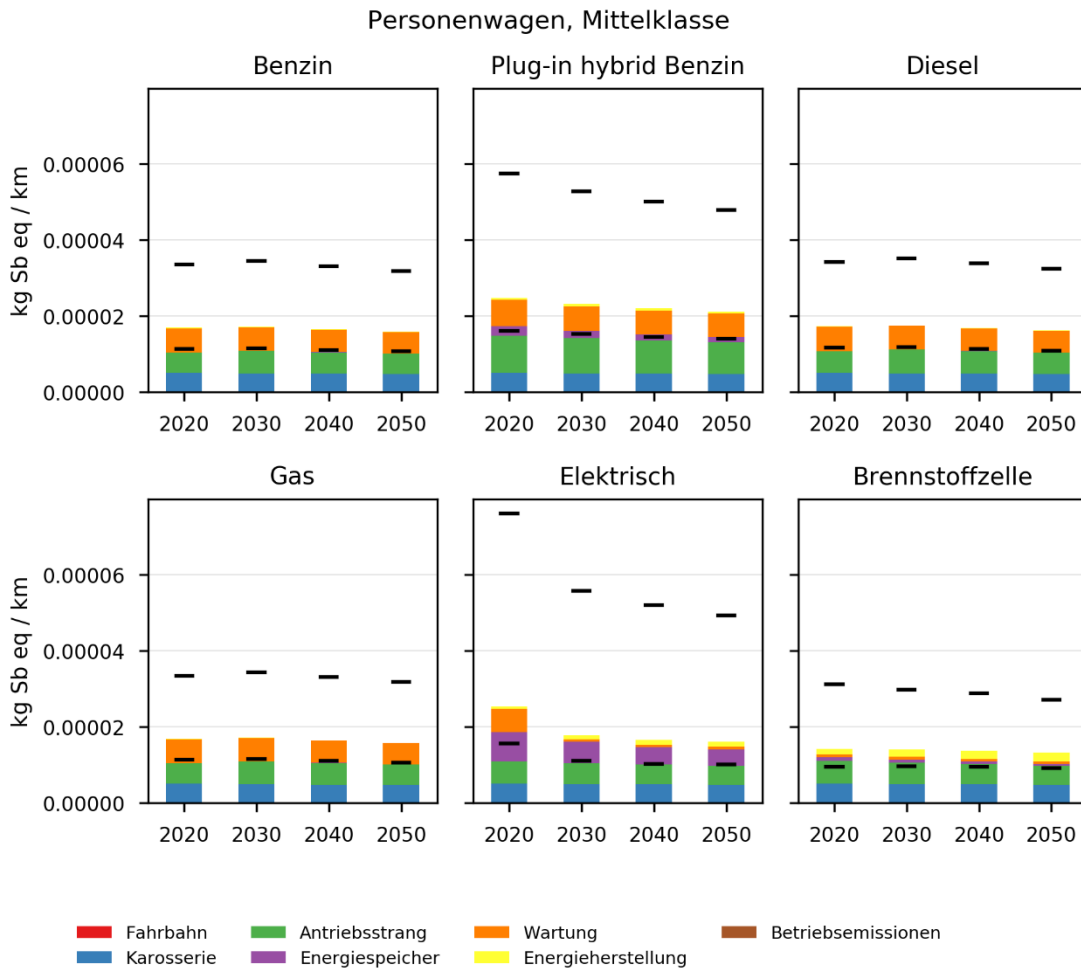 Personenwagen, Mittelklasse
Benzin
Plug-in hybrid Benzin
Diesel
kg Sb eq / km
0.00006
0.00004
0.00002
0.00000
2020 2030 2040 2050
2020 2030 2040 2050
2020 2030 2040 2050
Gas
Elektrisch
Brennstoffzelle
kg Sb eq / km
0.00006
0.00004
0.00002
0.00000
2020 2030 2040 2050
2020 2030 2040 2050
2020 2030 2040 2050
Fahrbahn
Antriebsstrang
Wartung
Betriebsemissionen
Karosserie
Energiespeicher
Energieherstellung